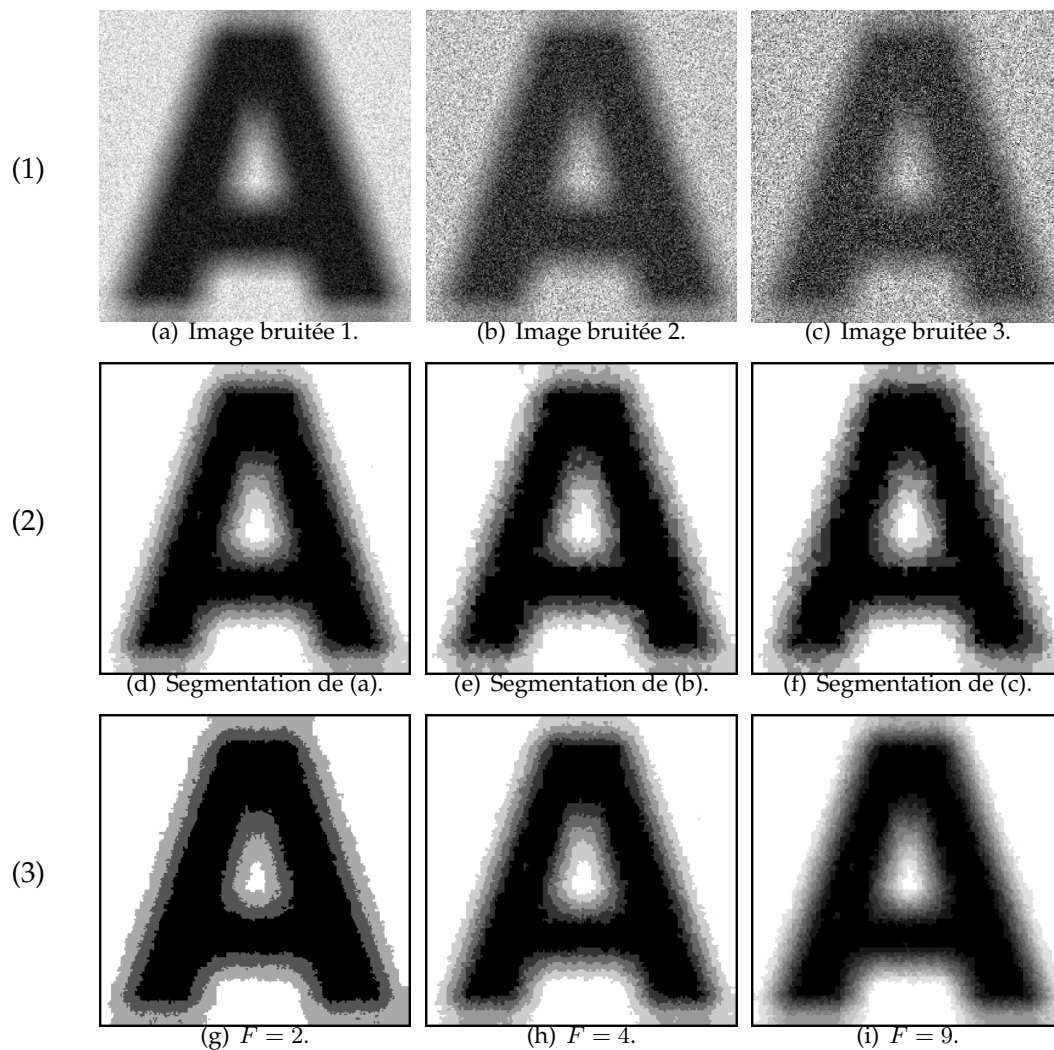 (1)
A A A
(a) Image bruitée 1. (b) Image bruitée 2. (c) Image bruitée 3.
(2)
A A A
(d) Segmentation de (a). (e) Segmentation de (b). (f) Segmentation de (c).
(3)
A A A
(g) F = 2. (h) F = 4. (i) F = 9.